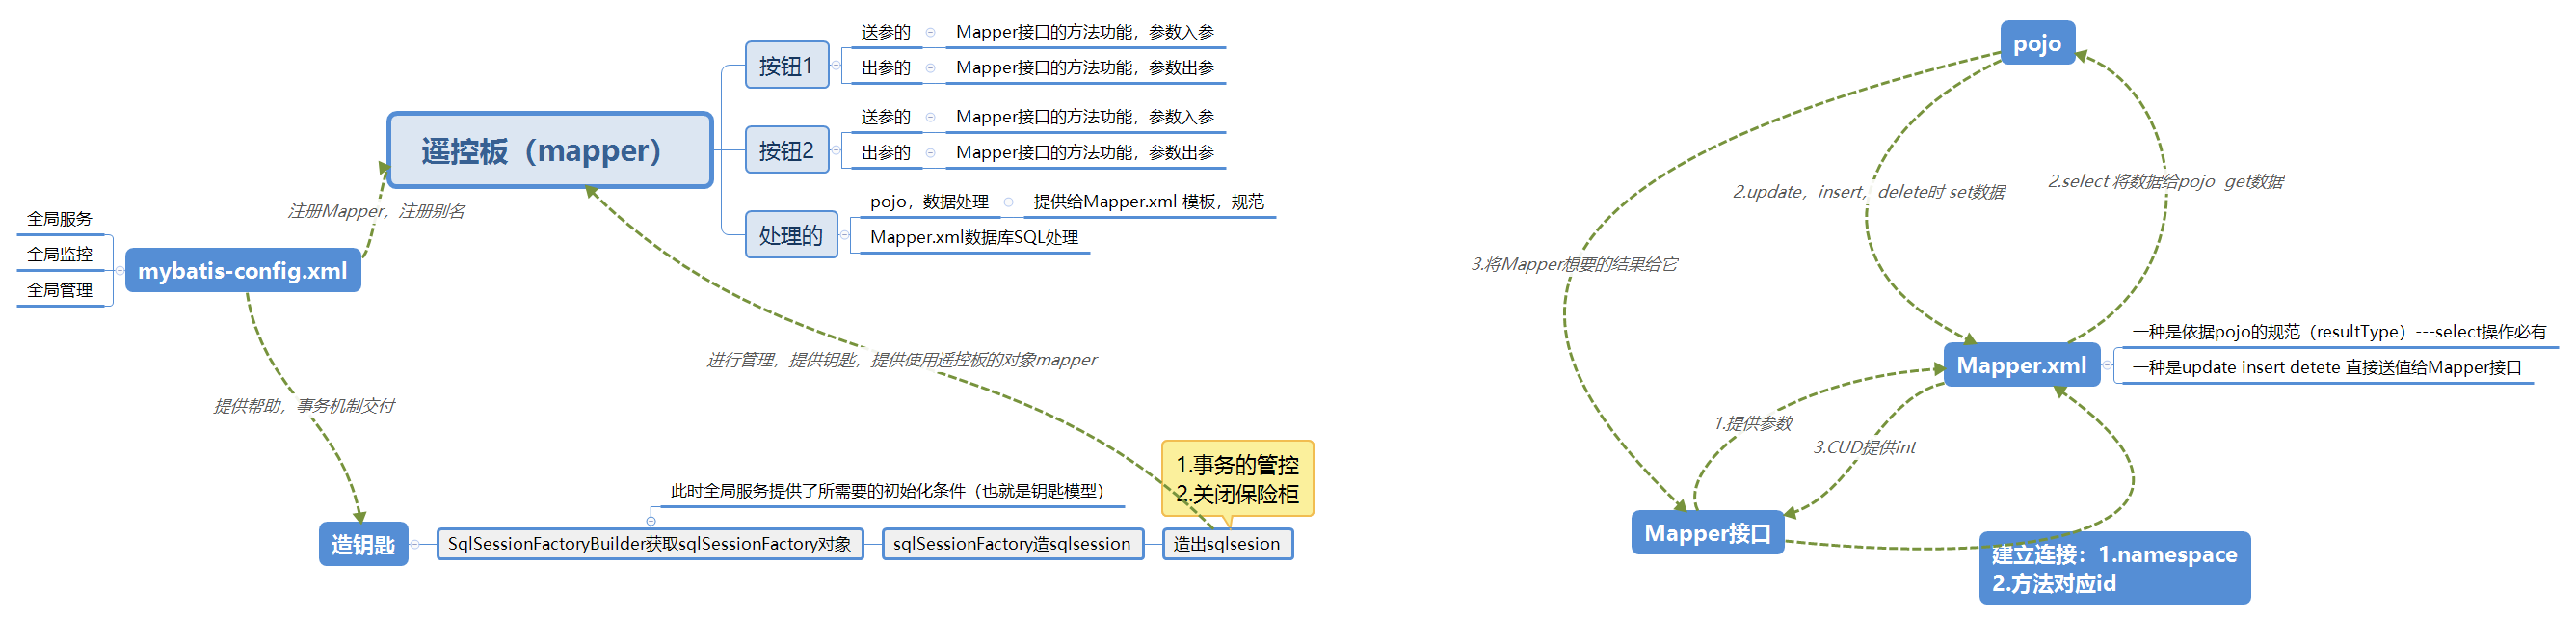 遥控板（mapper）
按钮1
送参的
Mapper接口的方法功能，参数入参
出参的
Mapper接口的方法功能，参数出参
按钮2
送参的
Mapper接口的方法功能，参数入参
出参的
Mapper接口的方法功能，参数出参
处理的
pojo，数据处理
提供给Mapper.xml 模板，规范
Mapper.xml数据库SQL处理
注册Mapper，注册别名
全局服务
全局监控
全局管理
mybatis-config.xml
进行管理，提供钥匙，提供使用遥控板的对象mapper
提供帮助，事务机制交付
1.事务的管控
2.关闭保险柜
此时全局服务提供了所需要的初始化条件（也就是钥匙模型）
造钥匙
SqlSessionFactoryBuilder获取sqlSessionFactory对象
sqlSessionFactory造sqlsession
造出sqlsesion
pojo
2.update，insert，delete时 set数据
2.select 将数据给pojo get数据
3.将Mapper想要的结果给它
Mapper.xml
一种是依据pojo的规范（resultType）---select操作必有
一种是update insert detete 直接送值给Mapper接口
1.提供参数
3.CUD提供int
Mapper接口
建立连接：1.namespace
2.方法对应id